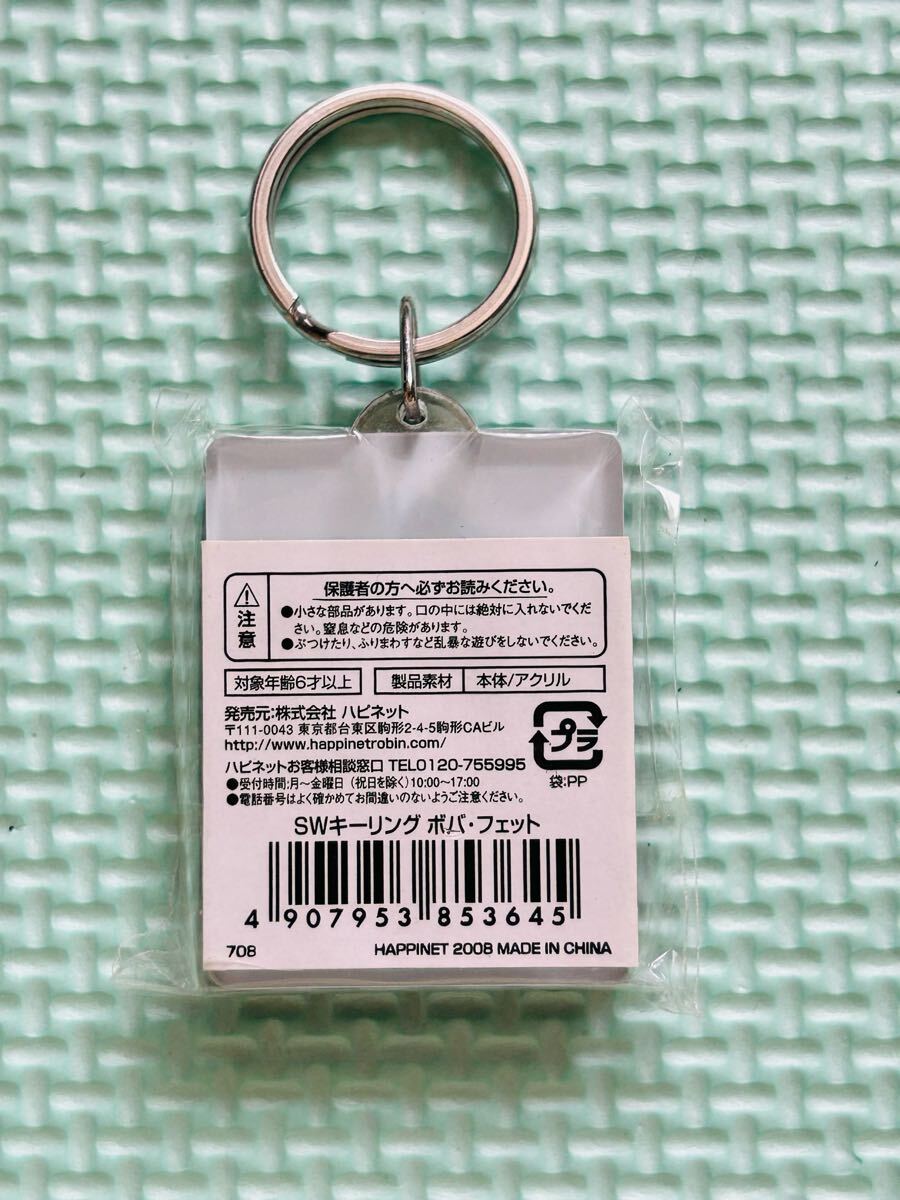 注意
保護者の方へ必ずお読みください。
●小さな部品があります。口の中には絶対に入れないでくだ
さい。窒息などの危険があります。
●ぶつけたり、ふりまわすなど乱暴な遊びをしないでください。
対象年齢6才以上
製品素材 本体/アクリル
発売元:株式会社 ハピネット
〒111-0043 東京都台東区駒形2-4-5駒形CAビル
http://www.happinetrobin.com/
プラ
袋:PP
ハピネットお客様相談窓口 TEL0120-755995
●受付時間:月〜金曜日(祝日を除く)10:00〜17:00
●電話番号はよく確かめてお間違いのないようご注意ください。
SWキーリング ボバ・フェット
4 907953 853645
708 HAPPINET 2008 MADE IN CHINA